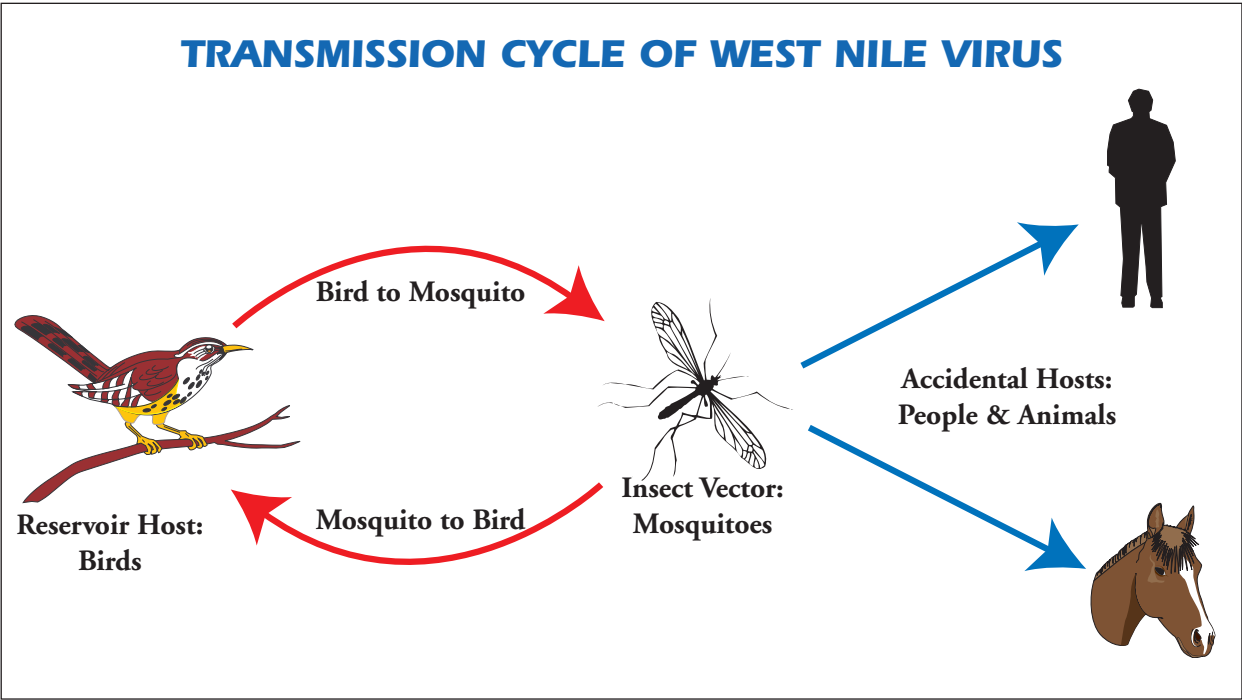 TRANSMISSION CYCLE OF WEST NILE VIRUS
Bird to Mosquito
Accidental Hosts:
People & Animals
Insect Vector:
Mosquitoes
Mosquito to Bird
Reservoir Host:
Birds